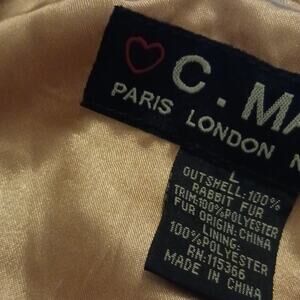 C. MA
PARIS LONDON N
L
OUTSHELL:100%
RABBIT FUR
TRIM:100%POLYESTER
FUR ORIGIN:CHINA
LINING:
100%POLYESTER
RN:115366
MADE IN CHINA